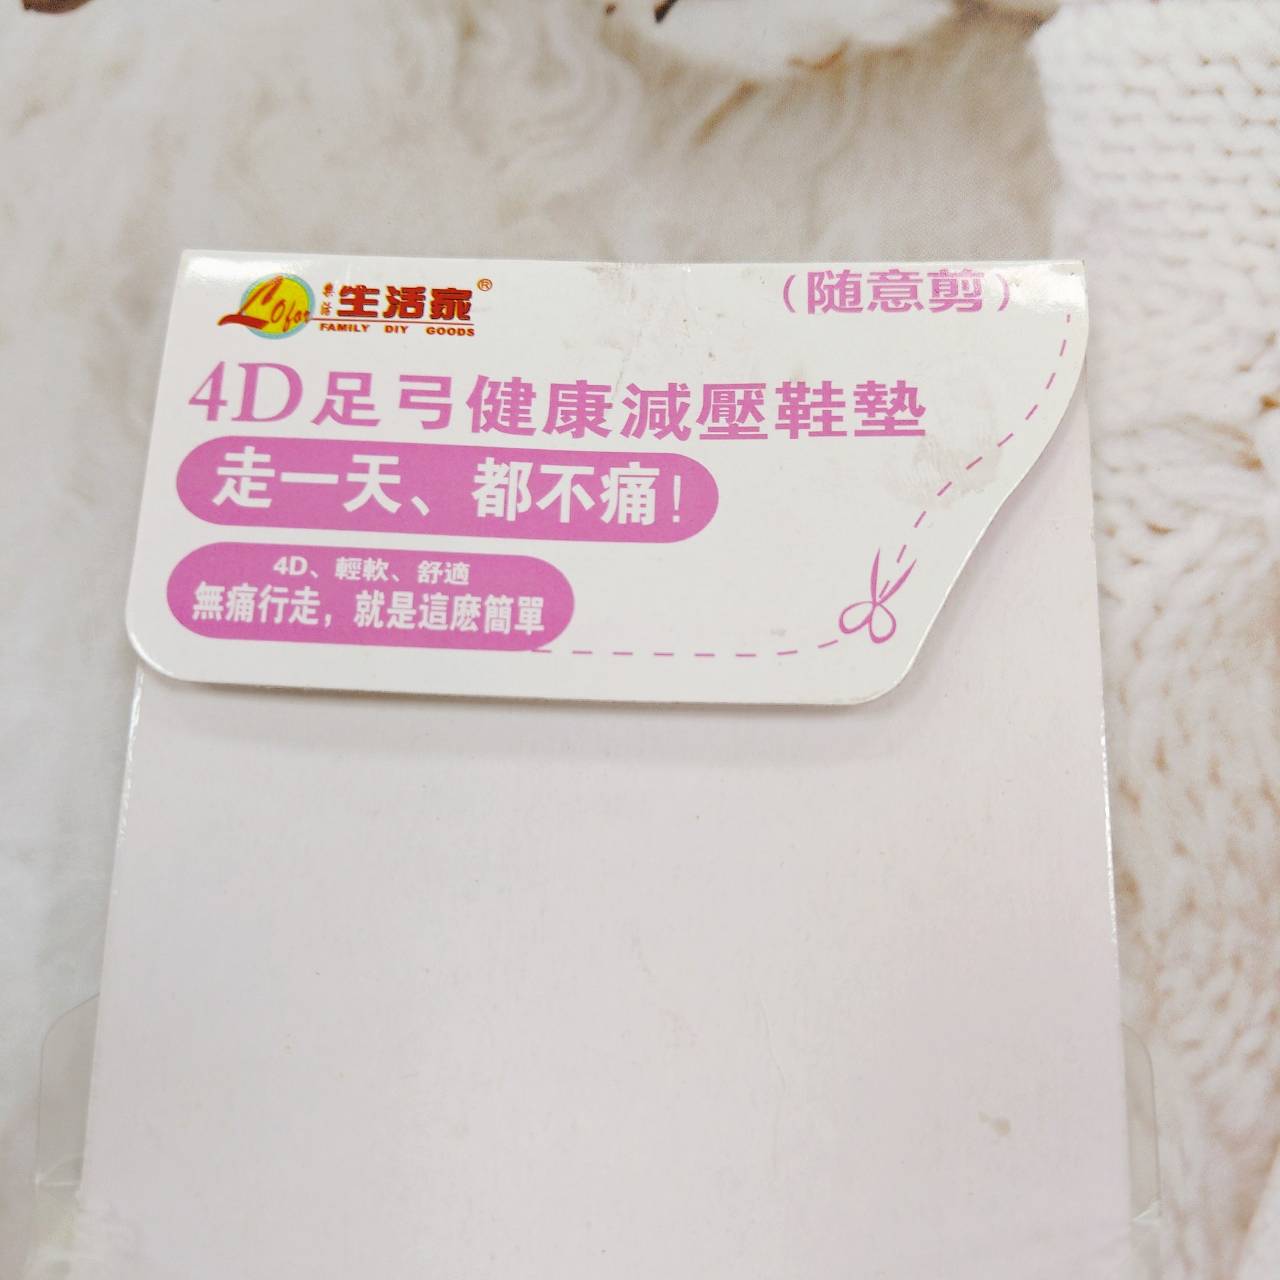 Lofor 樂活 生活家®
FAMILY DIY GOODS
（随意剪）
4D足弓健康減壓鞋墊
走一天、都不痛！
4D、輕軟、舒適
無痛行走，就是這麽簡單